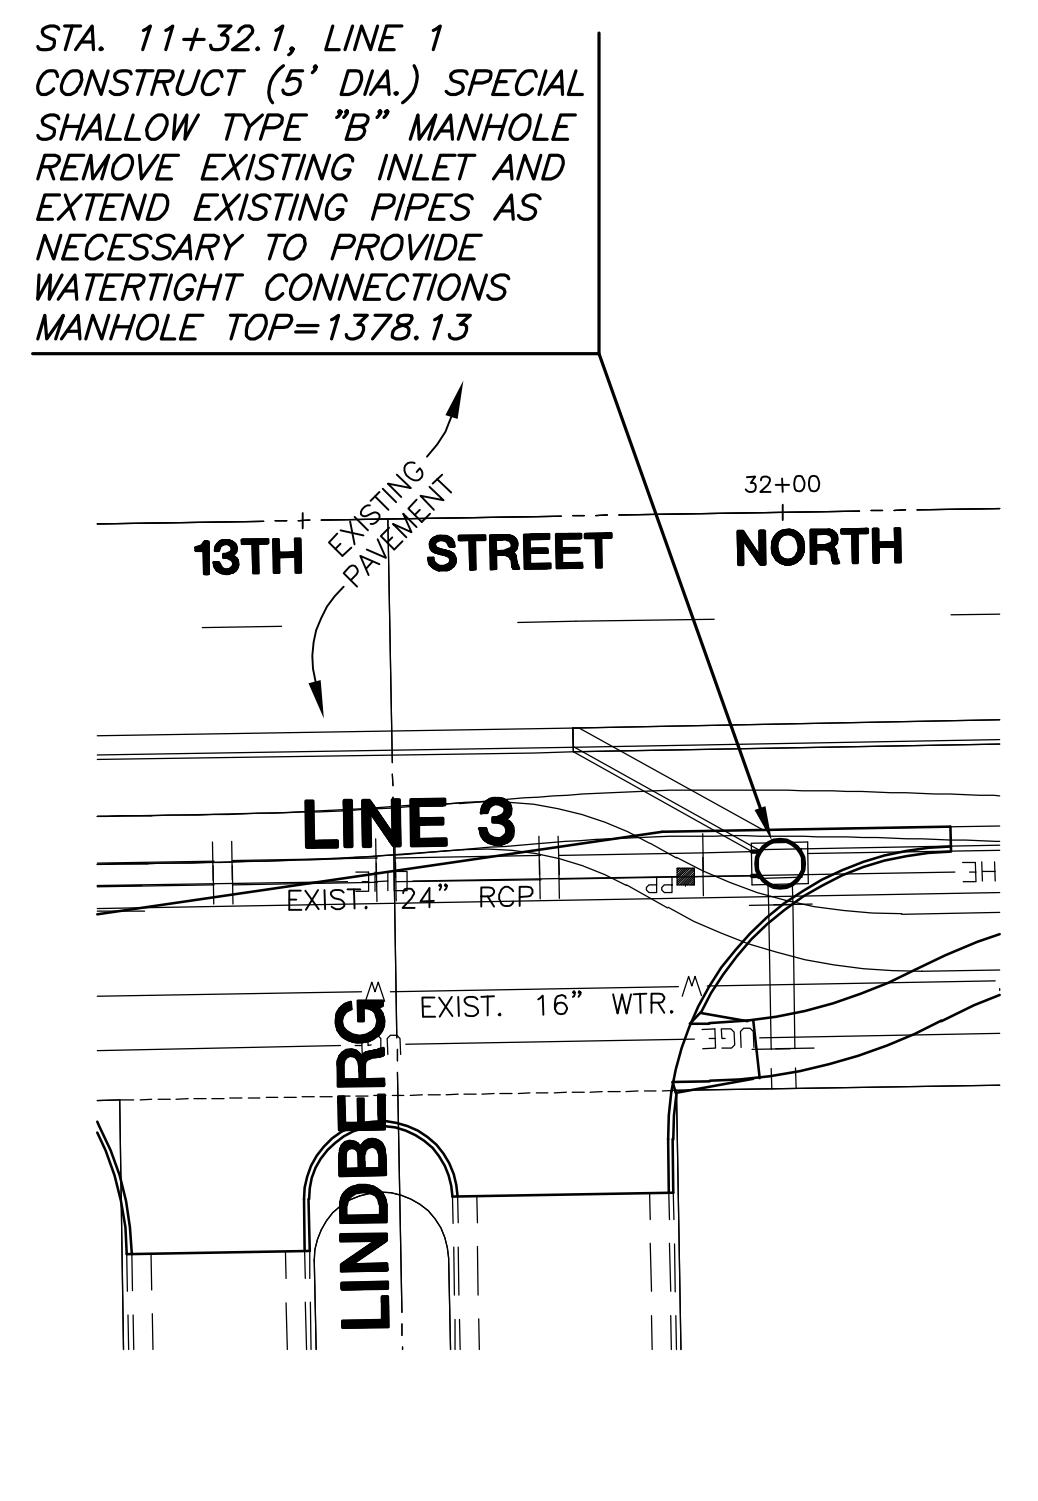 STA. 11+32.1, LINE 1
CONSTRUCT (5' DIA.) SPECIAL
SHALLOW TYPE "B" MANHOLE
REMOVE EXISTING INLET AND
EXTEND EXISTING PIPES AS
NECESSARY TO PROVIDE
WATERTIGHT CONNECTIONS
MANHOLE TOP=1378.13
EXISTING
PAVEMENT
32+00
13TH STREET NORTH
LINE 3
HE
EXIST. 24" RCP
PP
HE
W
W
EXIST. 16" WTR.
UGE
LINDBERG